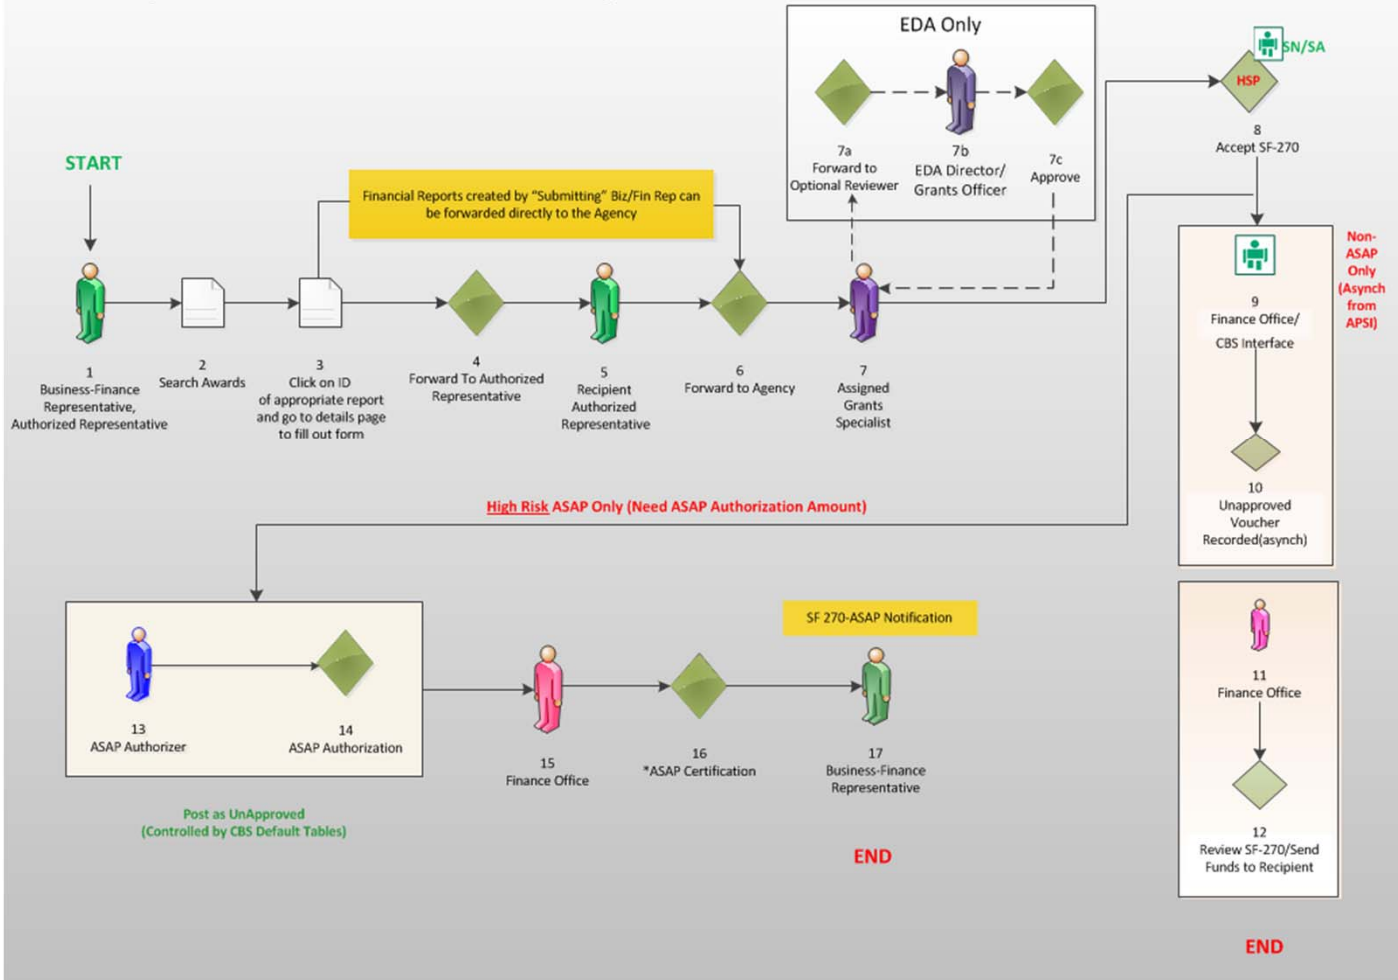 EDA Only
SN/SA
HSP
8
Accept SF-270
7a
Forward to
Optional Reviewer
7b
EDA Director/
Grants Officer
7c
Approve
START
Financial Reports created by “Submitting” Biz/Fin Rep can
be forwarded directly to the Agency
1
Business-Finance
Representative,
Authorized Representative
2
Search Awards
3
Click on ID
of appropriate report
and go to details page
to fill out form
4
Forward To Authorized
Representative
5
Recipient
Authorized
Representative
6
Forward to Agency
7
Assigned
Grants
Specialist
Non-
ASAP
Only
(Asynch
from
APSI)
9
Finance Office/
CBS Interface
10
Unapproved
Voucher
Recorded(asynch)
High Risk ASAP Only (Need ASAP Authorization Amount)
13
ASAP Authorizer
14
ASAP Authorization
Post as UnApproved
(Controlled by CBS Default Tables)
15
Finance Office
16
*ASAP Certification
SF 270-ASAP Notification
17
Business-Finance
Representative
END
11
Finance Office
12
Review SF-270/Send
Funds to Recipient
END